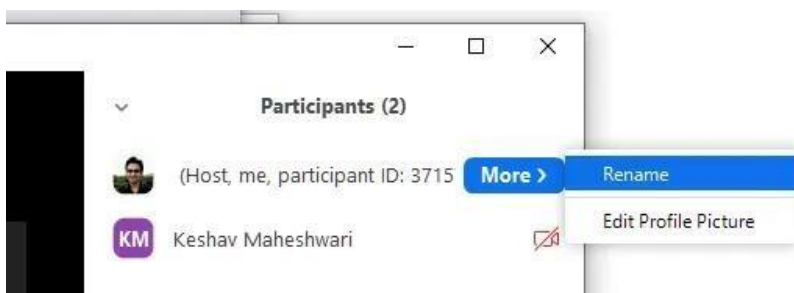 Participants (2)
(Host, me, participant ID: 3715 More >
Rename
Edit Profile Picture
KM Keshav Maheshwari